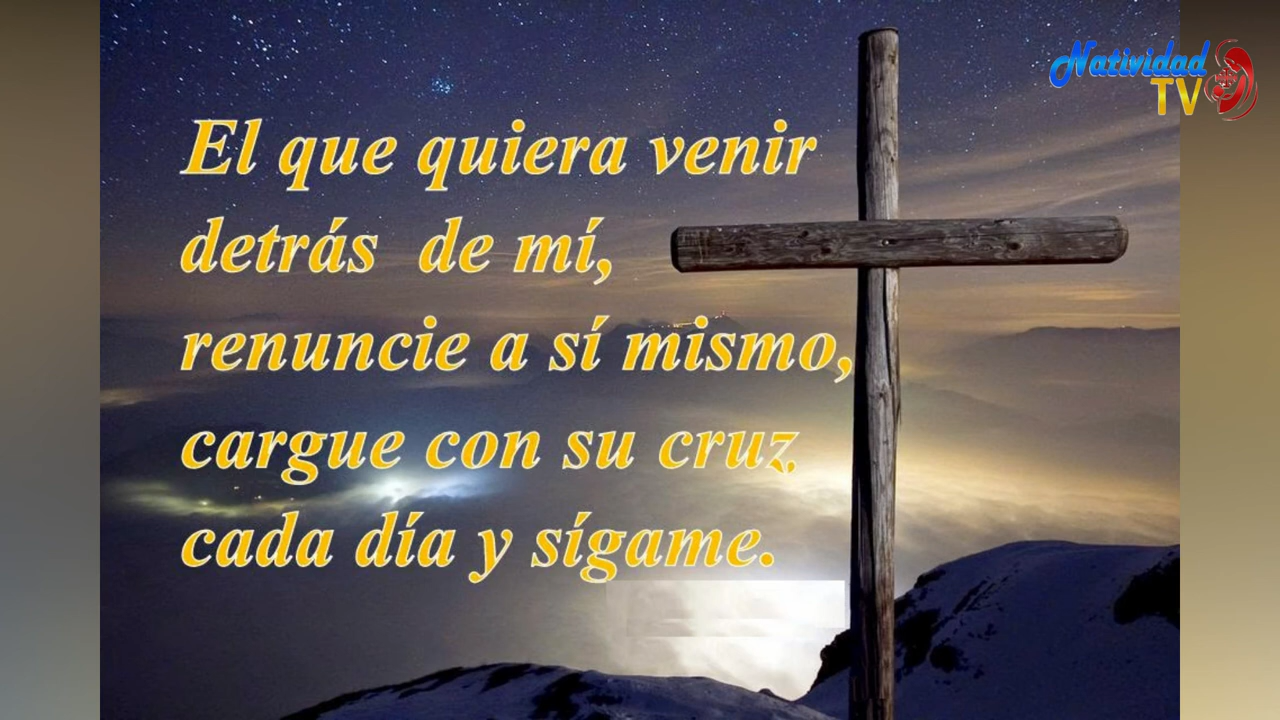 Natividad
TV
El que quiera venir
detrás de mí,
renuncie a sí mismo,
cargue con su cruz
cada día y sígame.